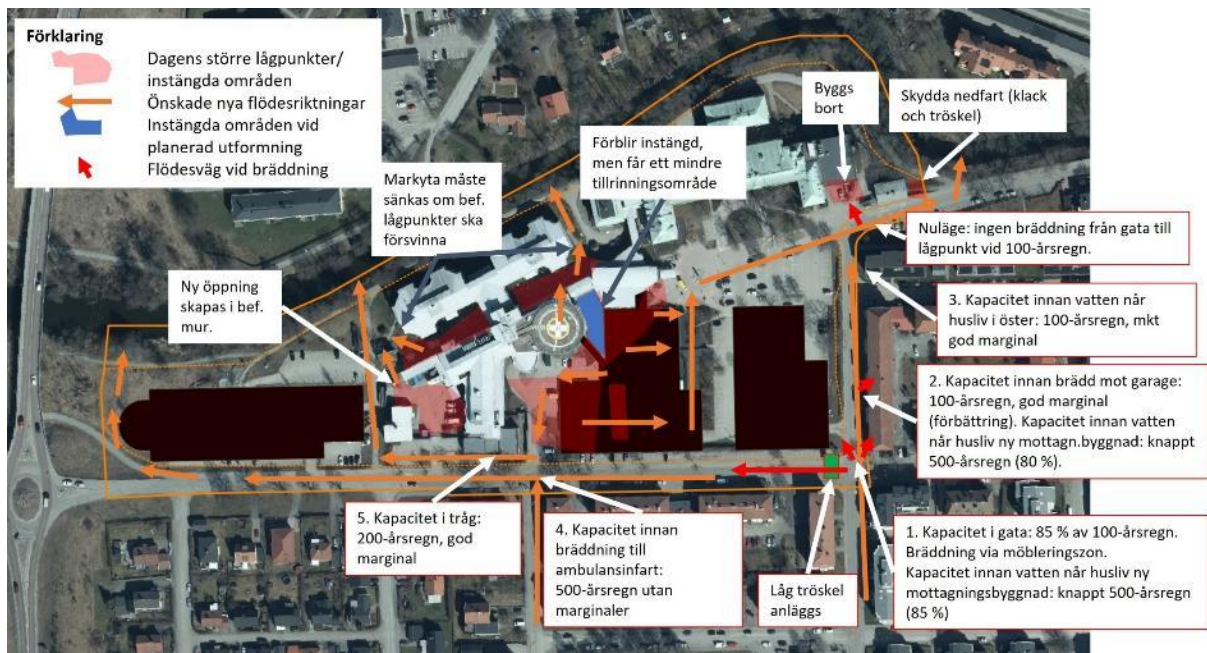 Förklaring
Dagens större lågpunkter/
instängda områden
Önskade nya flödesriktningar
Instängda områden vid
planerad utformning
Flödesväg vid bräddning
Byggs
bort
Skydda nedfart (klack
och tröskel)
Förblir instängd,
men får ett mindre
tillrinningsområde
Markyta måste
sänkas om bef.
lågpunkter ska
försvinna
Nuläge: ingen bräddning från gata till
lågpunkt vid 100-årsregn.
Ny öppning
skapas i bef.
mur.
3. Kapacitet innan vatten når
husliv i öster: 100-årsregn, mkt
god marginal
2. Kapacitet innan brädd mot garage:
100-årsregn, god marginal
(förbättring). Kapacitet innan vatten
når husliv ny mottagn.byggnad: knappt
500-årsregn (80 %).
5. Kapacitet i tråg:
200-årsregn, god
marginal
4. Kapacitet innan
bräddning till
ambulansinfart:
500-årsregn utan
marginaler
Låg tröskel
anläggs
1. Kapacitet i gata: 85 % av 100-årsregn.
Bräddning via möbleringszon.
Kapacitet innan vatten når husliv ny
mottagningsbyggnad: knappt 500-årsregn
(85 %)